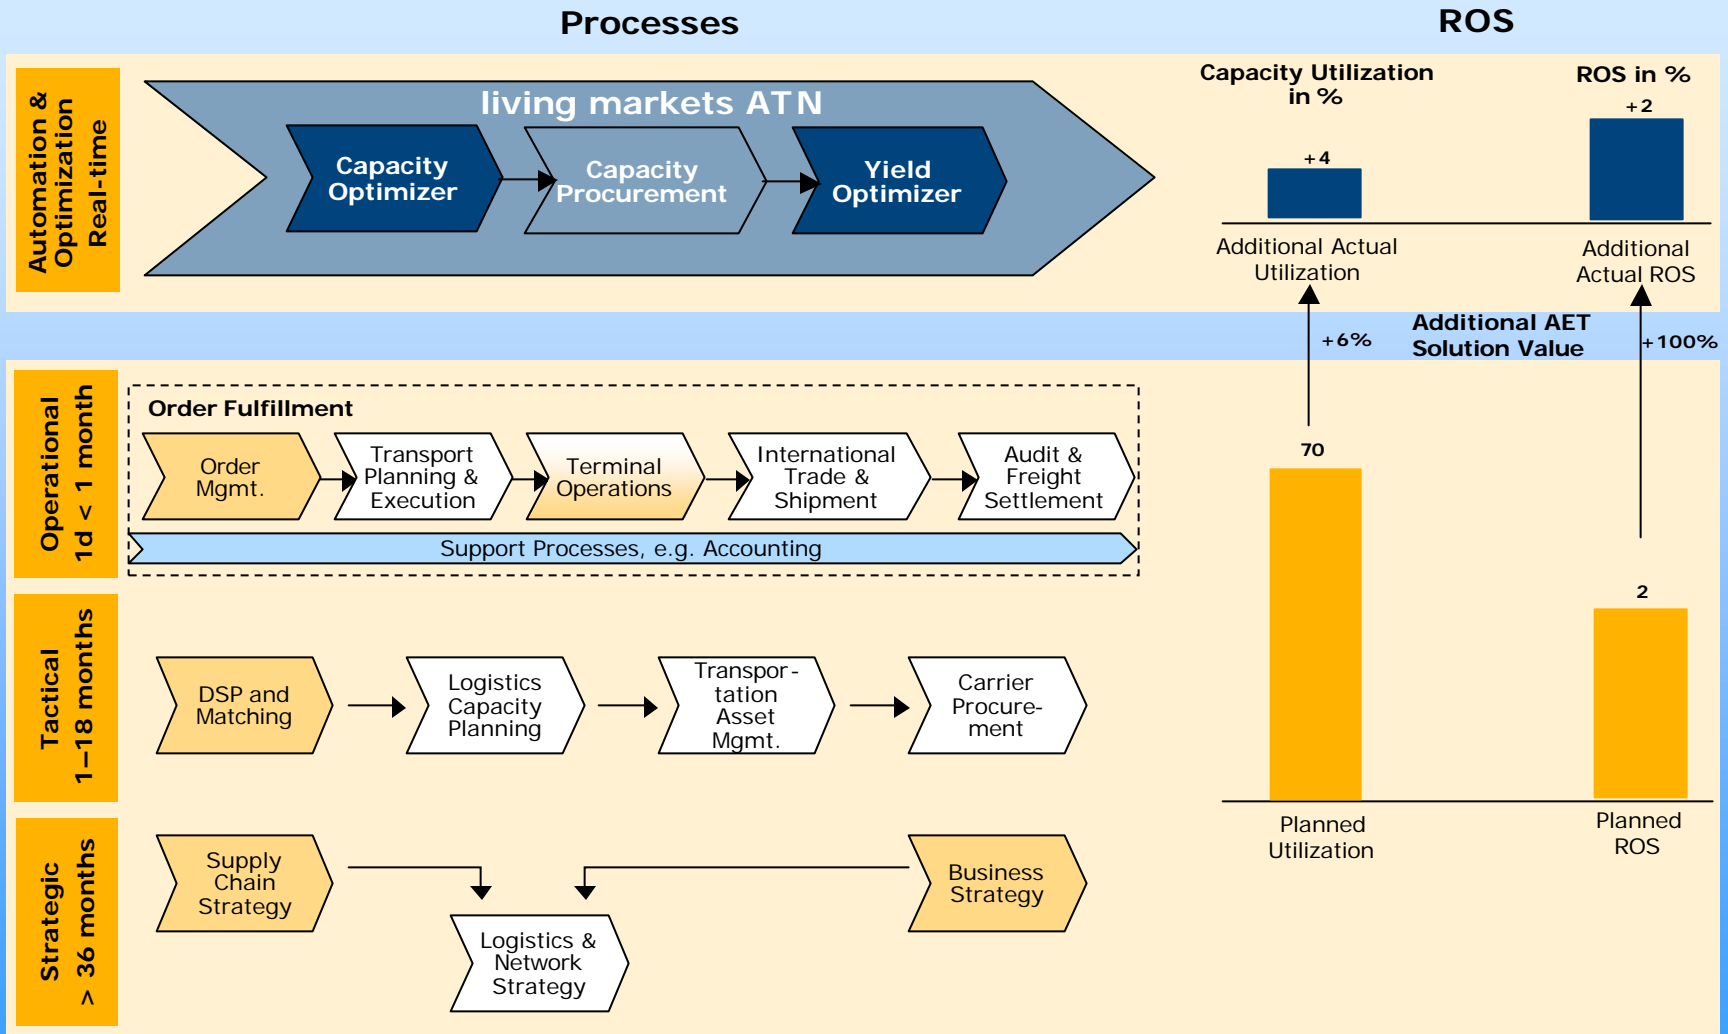 Processes
ROS
Automation &
Optimization
Real-time
living markets ATN
Capacity
Optimizer
Capacity
Procurement
Yield
Optimizer
Capacity Utilization
in %
ROS in %
+4
+2
Additional Actual
Utilization
Additional
Actual ROS
+6%
Additional AET
Solution Value
+100%
Operational
1d < 1 month
Order Fulfillment
Order
Mgmt.
Transport
Planning &
Execution
Terminal
Operations
International
Trade &
Shipment
Audit &
Freight
Settlement
Support Processes, e.g. Accounting
70
2
Tactical
1–18 months
DSP and
Matching
Logistics
Capacity
Planning
Transpor-
tation
Asset
Mgmt.
Carrier
Procure-
ment
Planned
Utilization
Planned
ROS
Strategic
> 36 months
Supply
Chain
Strategy
Business
Strategy
Logistics &
Network
Strategy